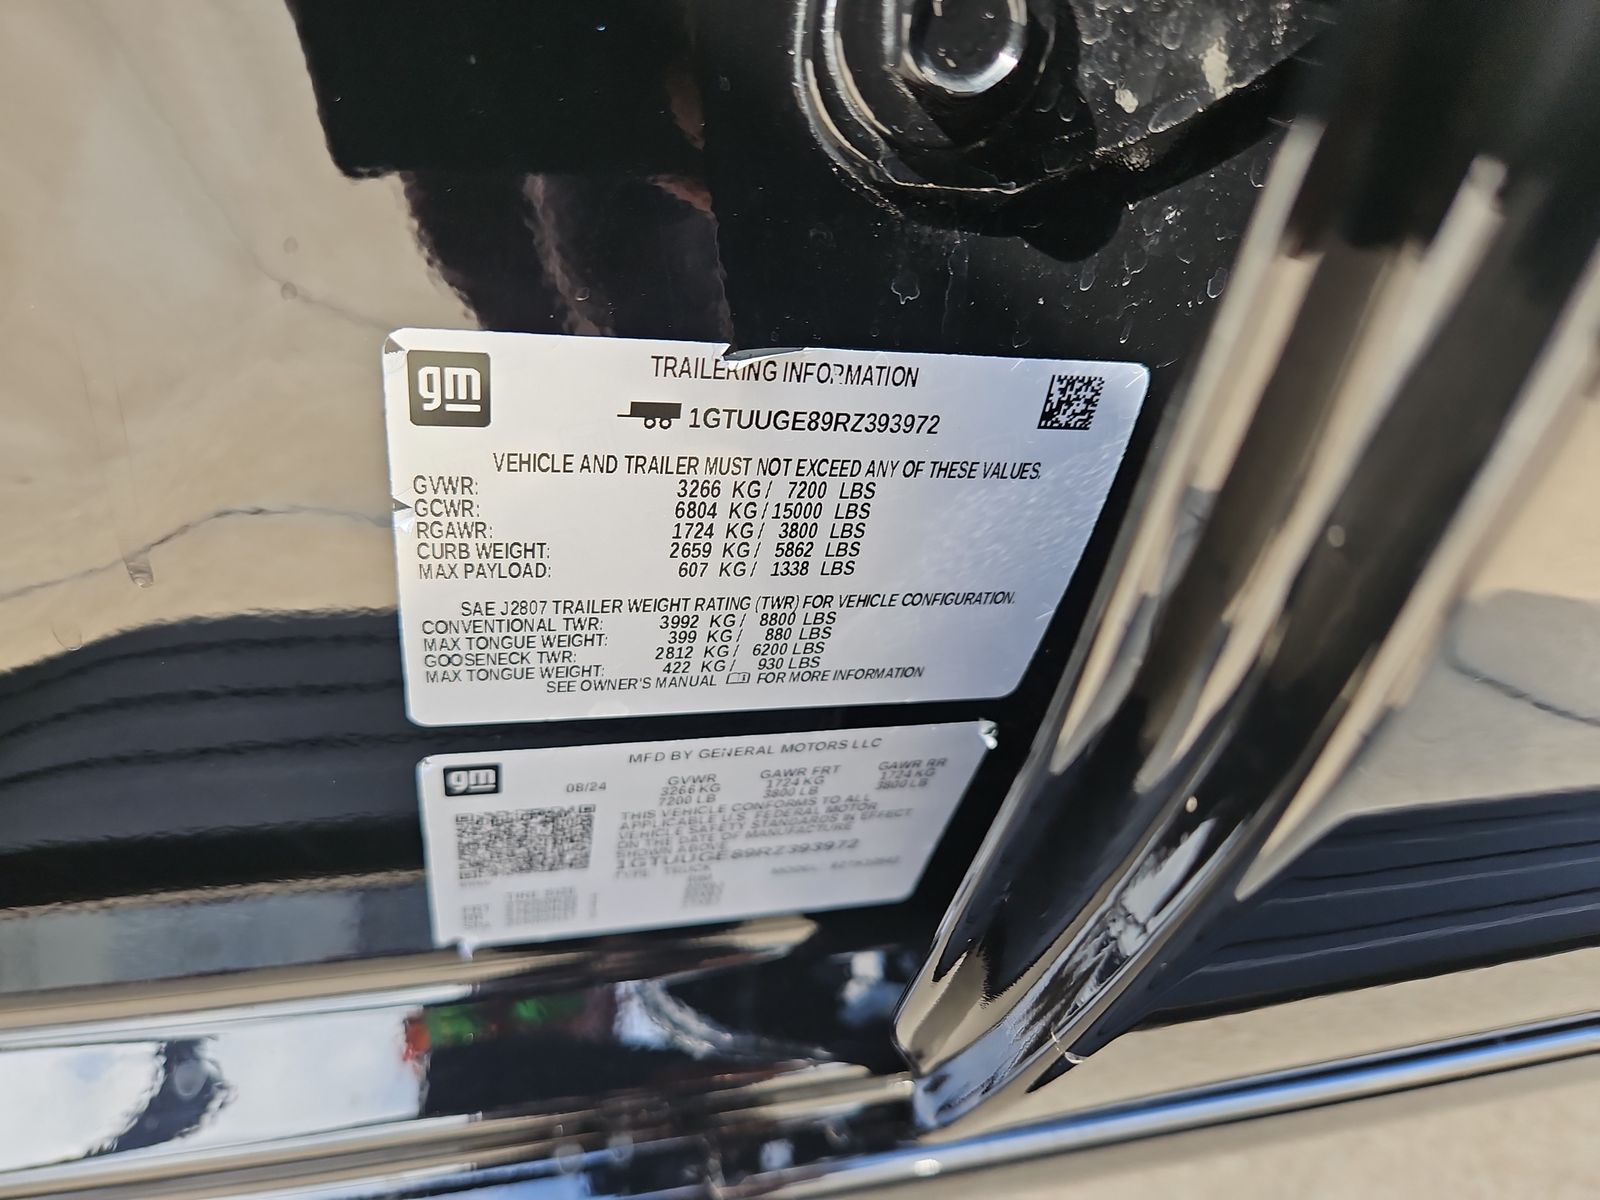 gm
TRAILERING INFORMATION
1GTUUGE89RZ393972
VEHICLE AND TRAILER MUST NOT EXCEED ANY OF THESE VALUES.
GVWR: 3266 KG/ 7200 LBS
GCWR: 6804 KG/15000 LBS
RGAWR: 1724 KG/ 3800 LBS
CURB WEIGHT: 2659 KG/ 5862 LBS
MAX PAYLOAD: 607 KG/ 1338 LBS
SAE J2807 TRAILER WEIGHT RATING (TWR) FOR VEHICLE CONFIGURATION.
CONVENTIONAL TWR: 3992 KG/ 8800 LBS
MAX TONGUE WEIGHT: 399 KG/ 880 LBS
GOOSENECK TWR: 2812 KG/ 6200 LBS
MAX TONGUE WEIGHT: 422 KG/ 930 LBS
SEE OWNER'S MANUAL FOR MORE INFORMATION
gm
MFD BY GENERAL MOTORS LLC
08/24 GVWR GAWR FRT GAWR RR
3266 KG 1724 KG 1724 KG
7200 LB 3800 LB 3800 LB
THIS VEHICLE CONFORMS TO ALL
APPLICABLE U.S. FEDERAL MOTOR
VEHICLE SAFETY STANDARDS IN EFFECT
ON THE DATE OF MANUFACTURE
SHOWN ABOVE.
1GTUUGE89RZ393972
TYPE: TRUCK MODEL:
TIRE SIZE RIM